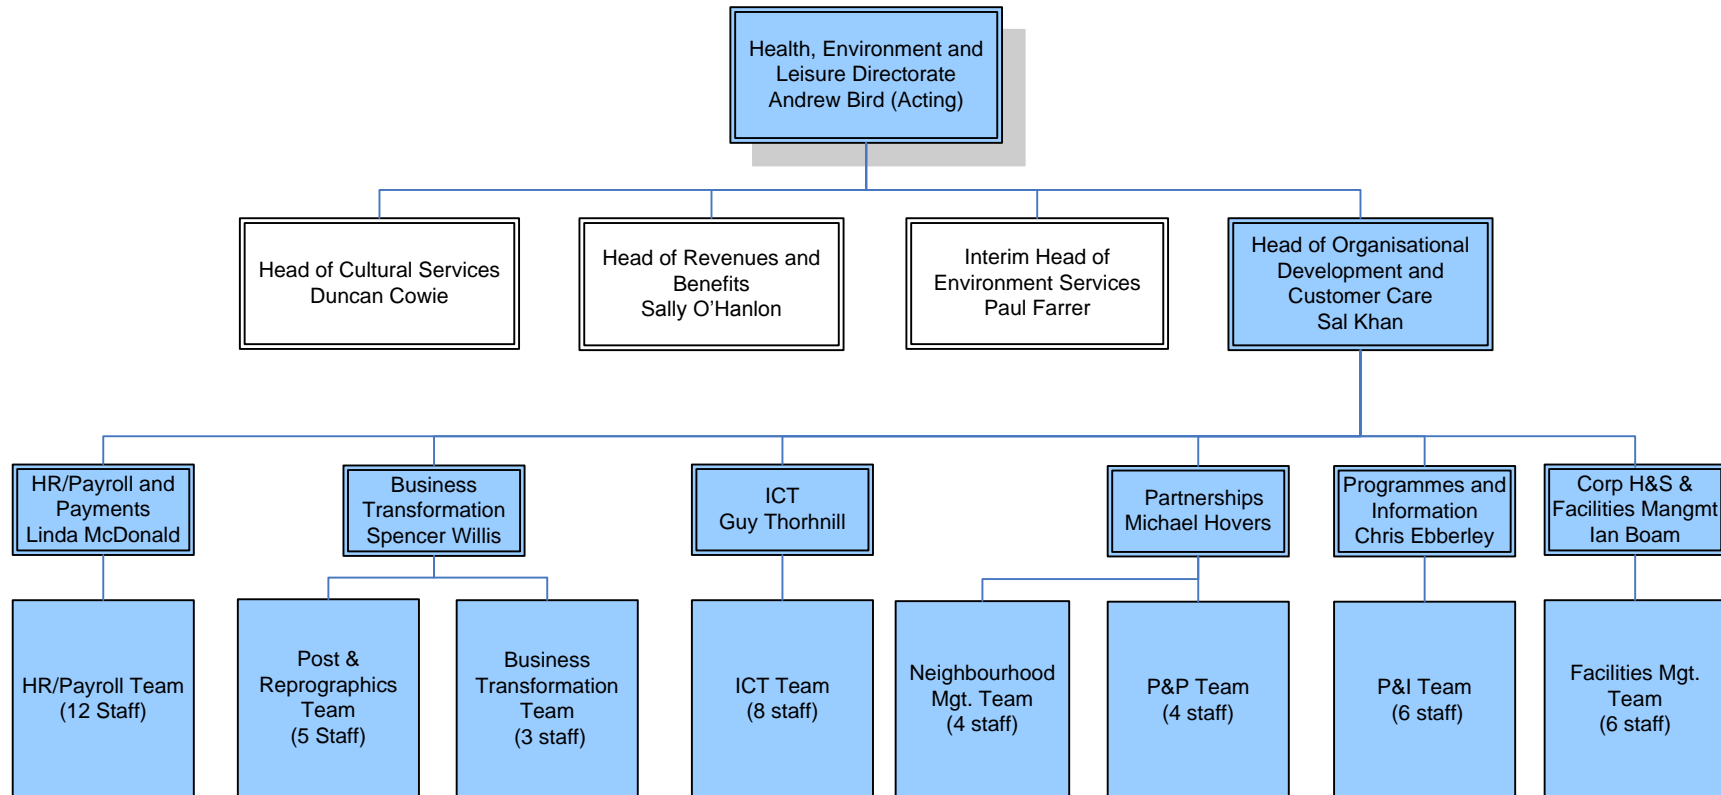 Health, Environment and
Leisure Directorate
Andrew Bird (Acting)
Head of Cultural Services
Duncan Cowie
Head of Revenues and
Benefits
Sally O'Hanlon
Interim Head of
Environment Services
Paul Farrer
Head of Organisational
Development and
Customer Care
Sal Khan
HR/Payroll and
Payments
Linda McDonald
Business
Transformation
Spencer Willis
ICT
Guy Thorhnill
Partnerships
Michael Hovers
Programmes and
Information
Chris Ebberley
Corp H&S &
Facilities Mangmt
Ian Boam
HR/Payroll Team
(12 Staff)
Post &
Reprographics
Team
(5 Staff)
Business
Transformation
Team
(3 staff)
ICT Team
(8 staff)
Neighbourhood
Mgt. Team
(4 staff)
P&P Team
(4 staff)
P&I Team
(6 staff)
Facilities Mgt.
Team
(6 staff)